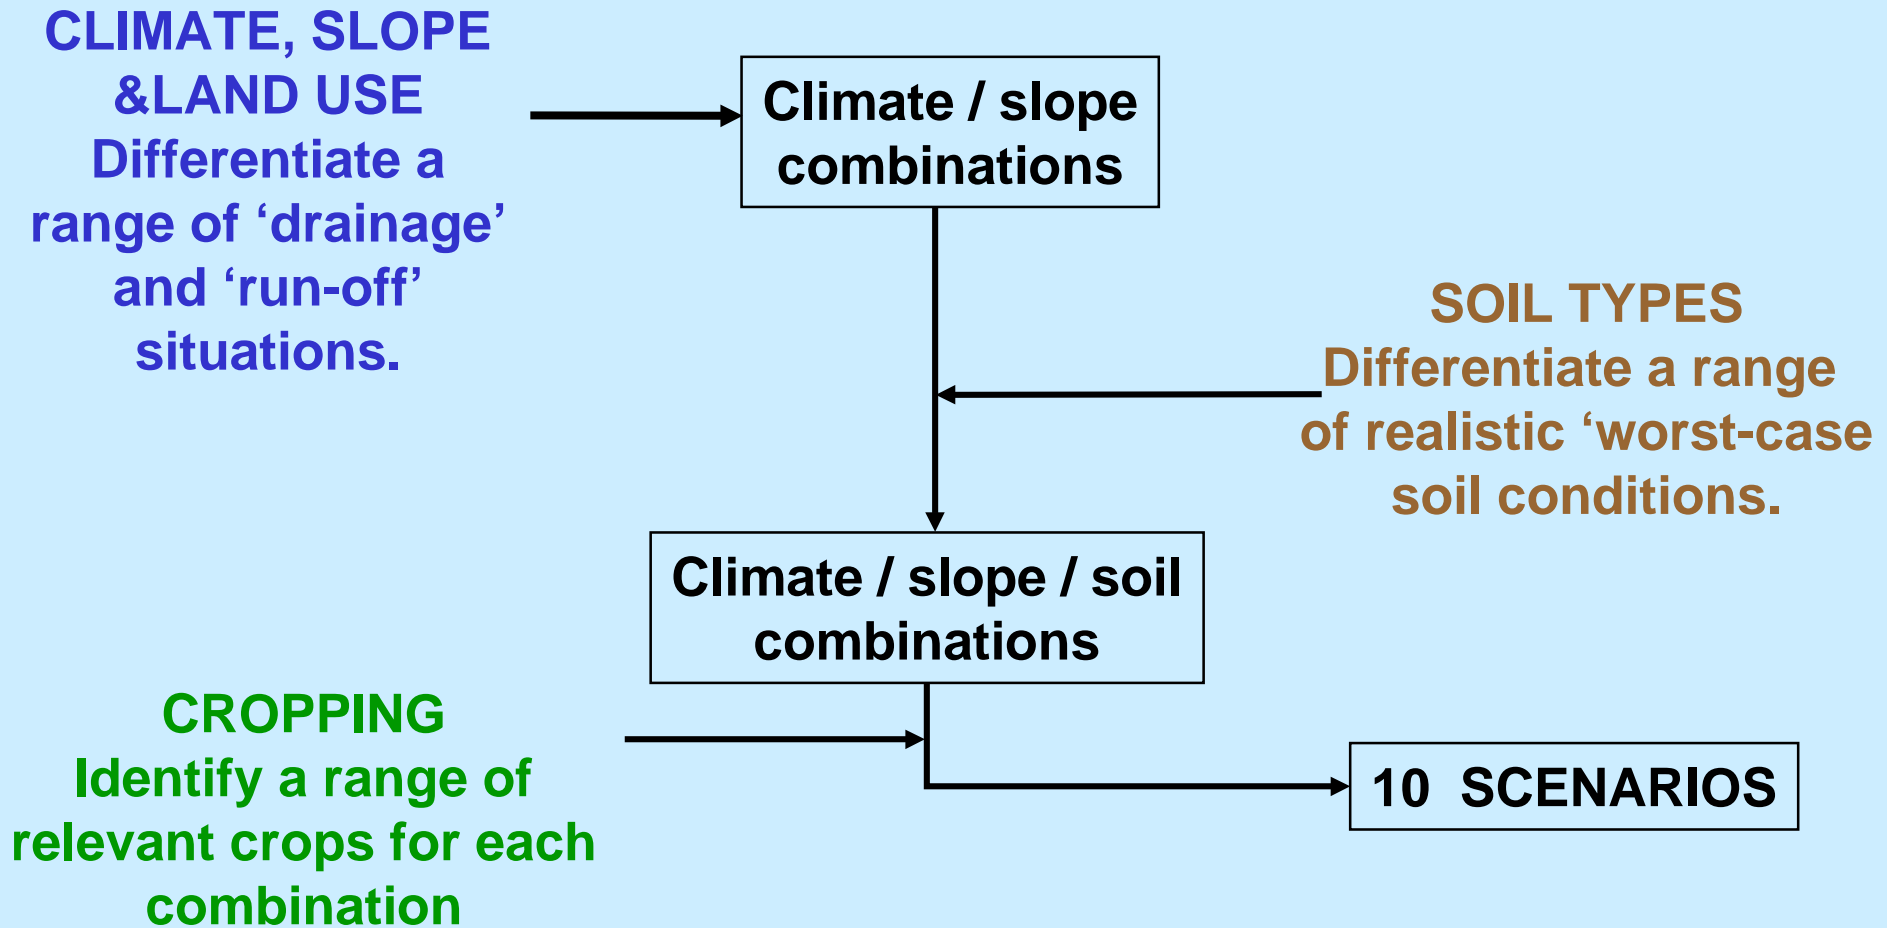 CLIMATE, SLOPE
&LAND USE
Differentiate a
range of ‘drainage’
and ‘run-off’
situations.
Climate / slope
combinations
SOIL TYPES
Differentiate a range
of realistic ‘worst-case
soil conditions.
Climate / slope / soil
combinations
CROPPING
Identify a range of
relevant crops for each
combination
10 SCENARIOS